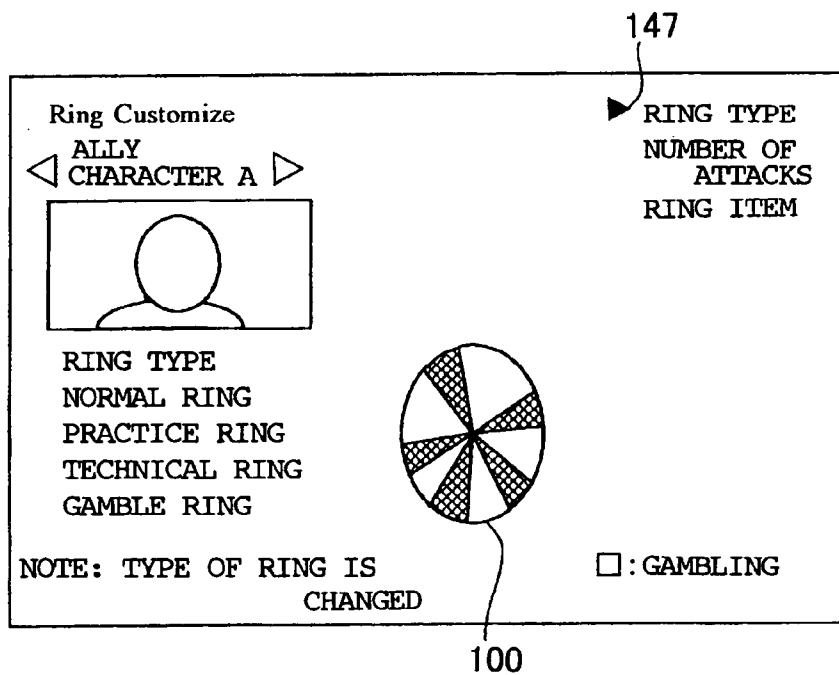 147
Ring Customize
ALLY
CHARACTER A
RING TYPE
NUMBER OF
ATTACKS
RING ITEM
RING TYPE
NORMAL RING
PRACTICE RING
TECHNICAL RING
GAMBLE RING
NOTE: TYPE OF RING IS
CHANGED
□:GAMBLING
100